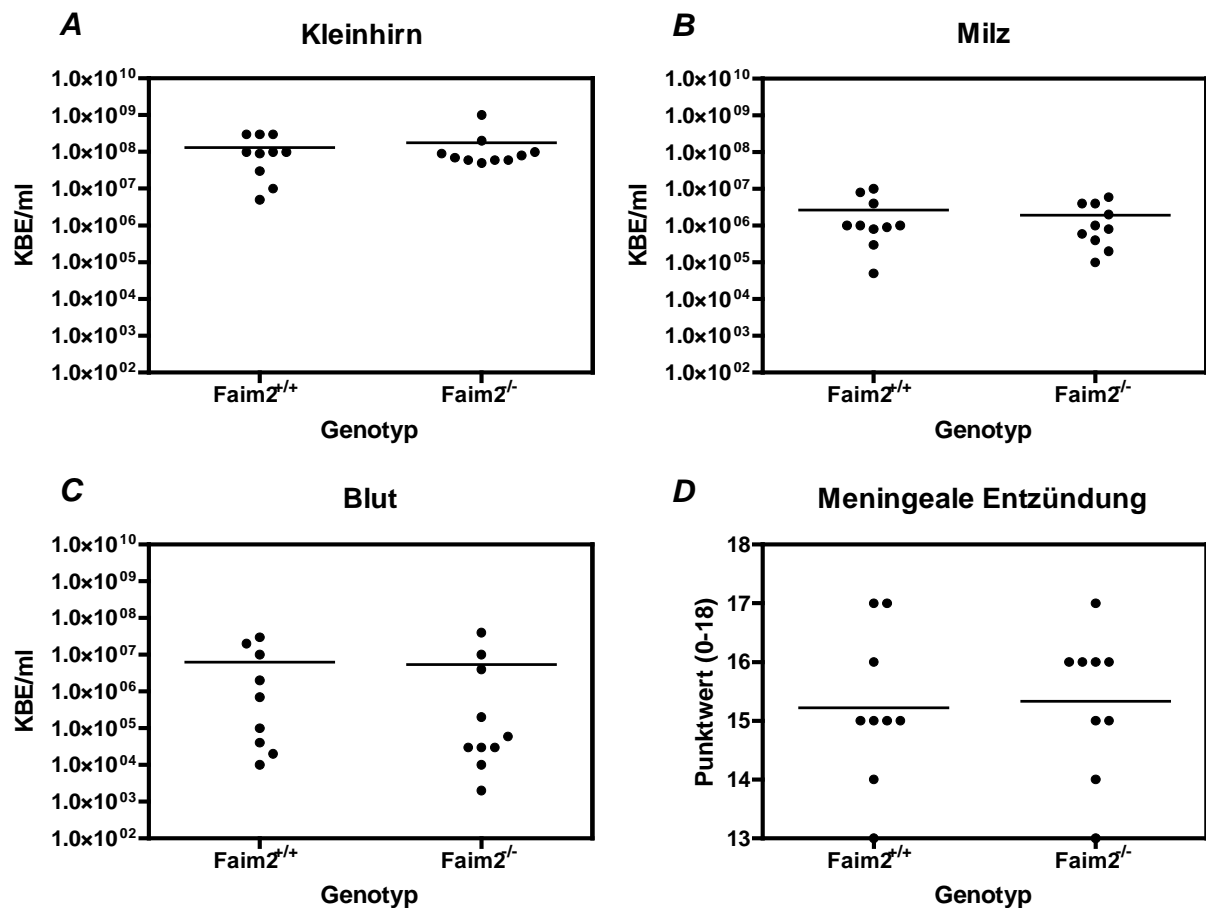 A
Kleinhirn
KBE/ml
1.0×10^10
1.0×10^09
1.0×10^08
1.0×10^07
1.0×10^06
1.0×10^05
1.0×10^04
1.0×10^03
1.0×10^02
Faim2+/+ Faim2-/-
Genotyp
B
Milz
KBE/ml
1.0×10^10
1.0×10^09
1.0×10^08
1.0×10^07
1.0×10^06
1.0×10^05
1.0×10^04
1.0×10^03
1.0×10^02
Faim2+/+ Faim2-/-
Genotyp
C
Blut
KBE/ml
1.0×10^10
1.0×10^09
1.0×10^08
1.0×10^07
1.0×10^06
1.0×10^05
1.0×10^04
1.0×10^03
1.0×10^02
Faim2+/+ Faim2-/-
Genotyp
D
Meningeale Entzündung
Punktwert (0-18)
18
17
16
15
14
13
Faim2+/+ Faim2-/-
Genotyp